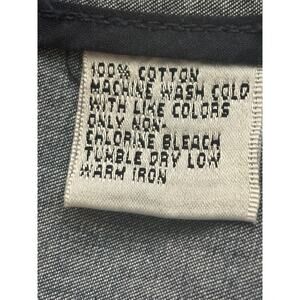 100% COTTON
MACHINE WASH COLD
WITH LIKE COLORS
ONLY NON-
CHLORINE BLEACH
TUMBLE DRY LOW
WARM IRON